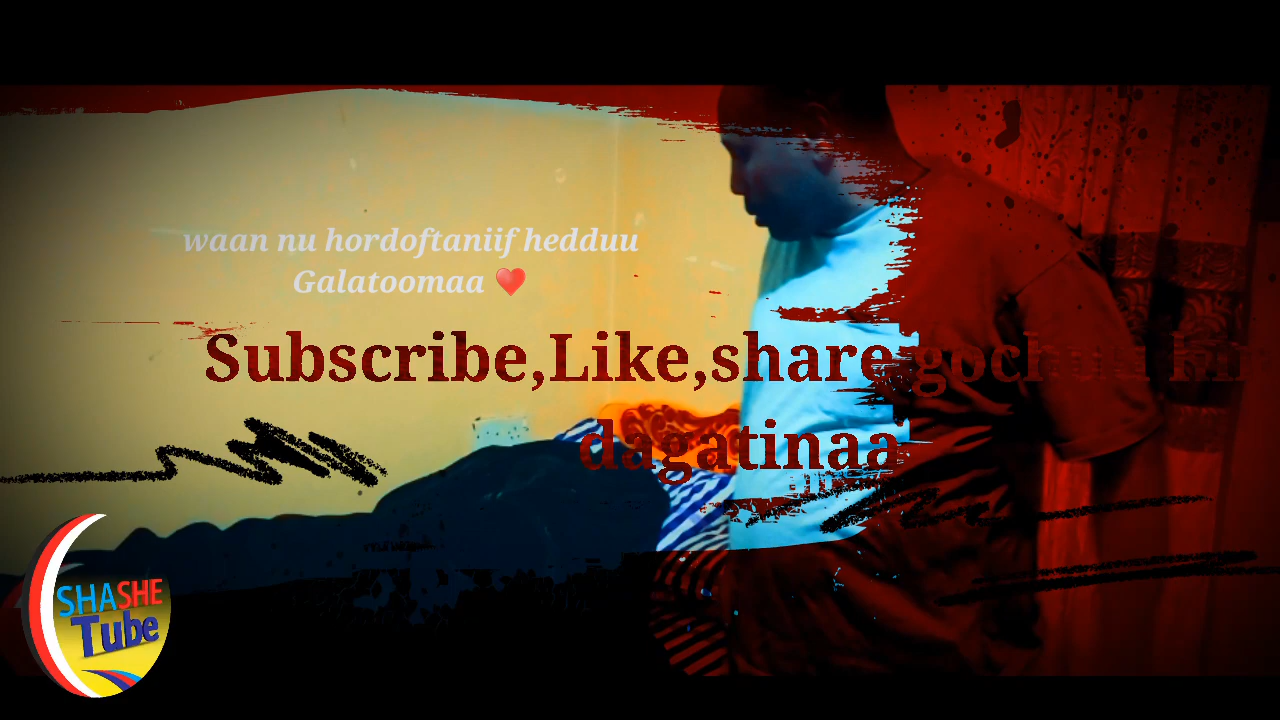 waan nu hordoftaniif hedduu
Galatoomaa ❤️
Subscribe,Like,share
dagatinaa
SHASHE
Tube